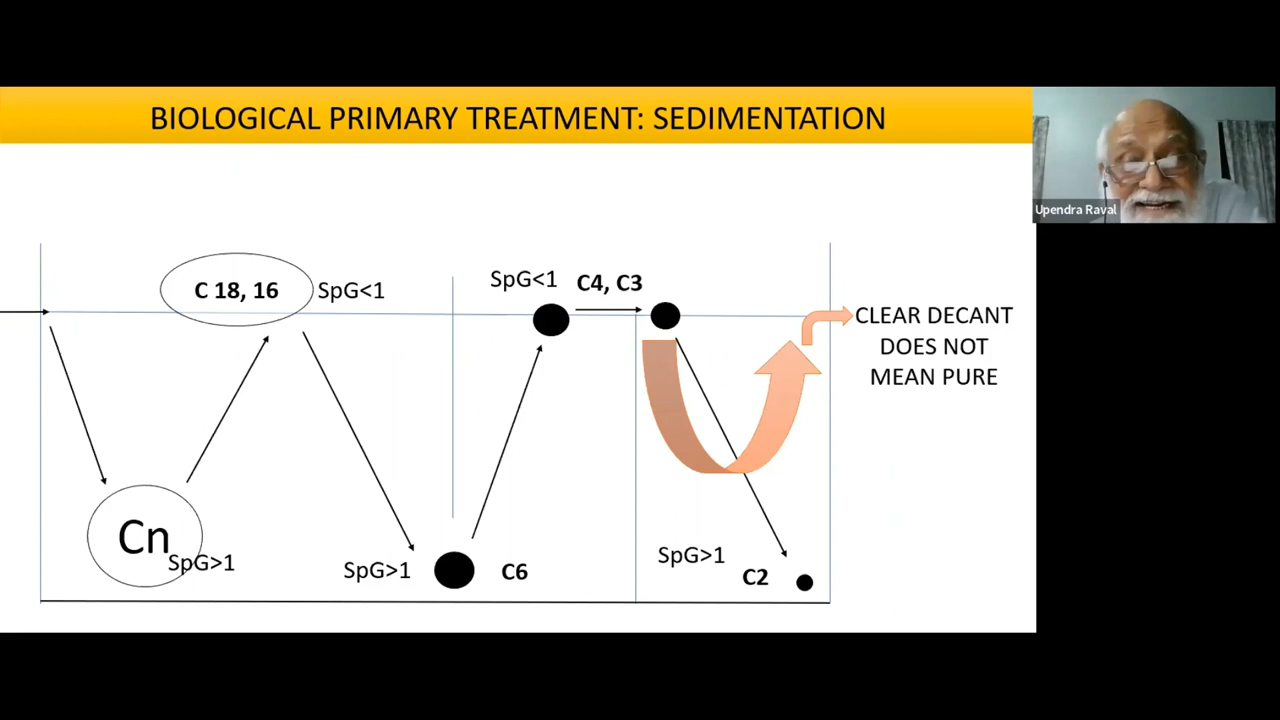 BIOLOGICAL PRIMARY TREATMENT: SEDIMENTATION
Upendra Raval
C 18, 16
SpG<1
SpG<1
C4, C3
CLEAR DECANT
DOES NOT
MEAN PURE
Cn
SpG>1
SpG>1
C6
SpG>1
C2